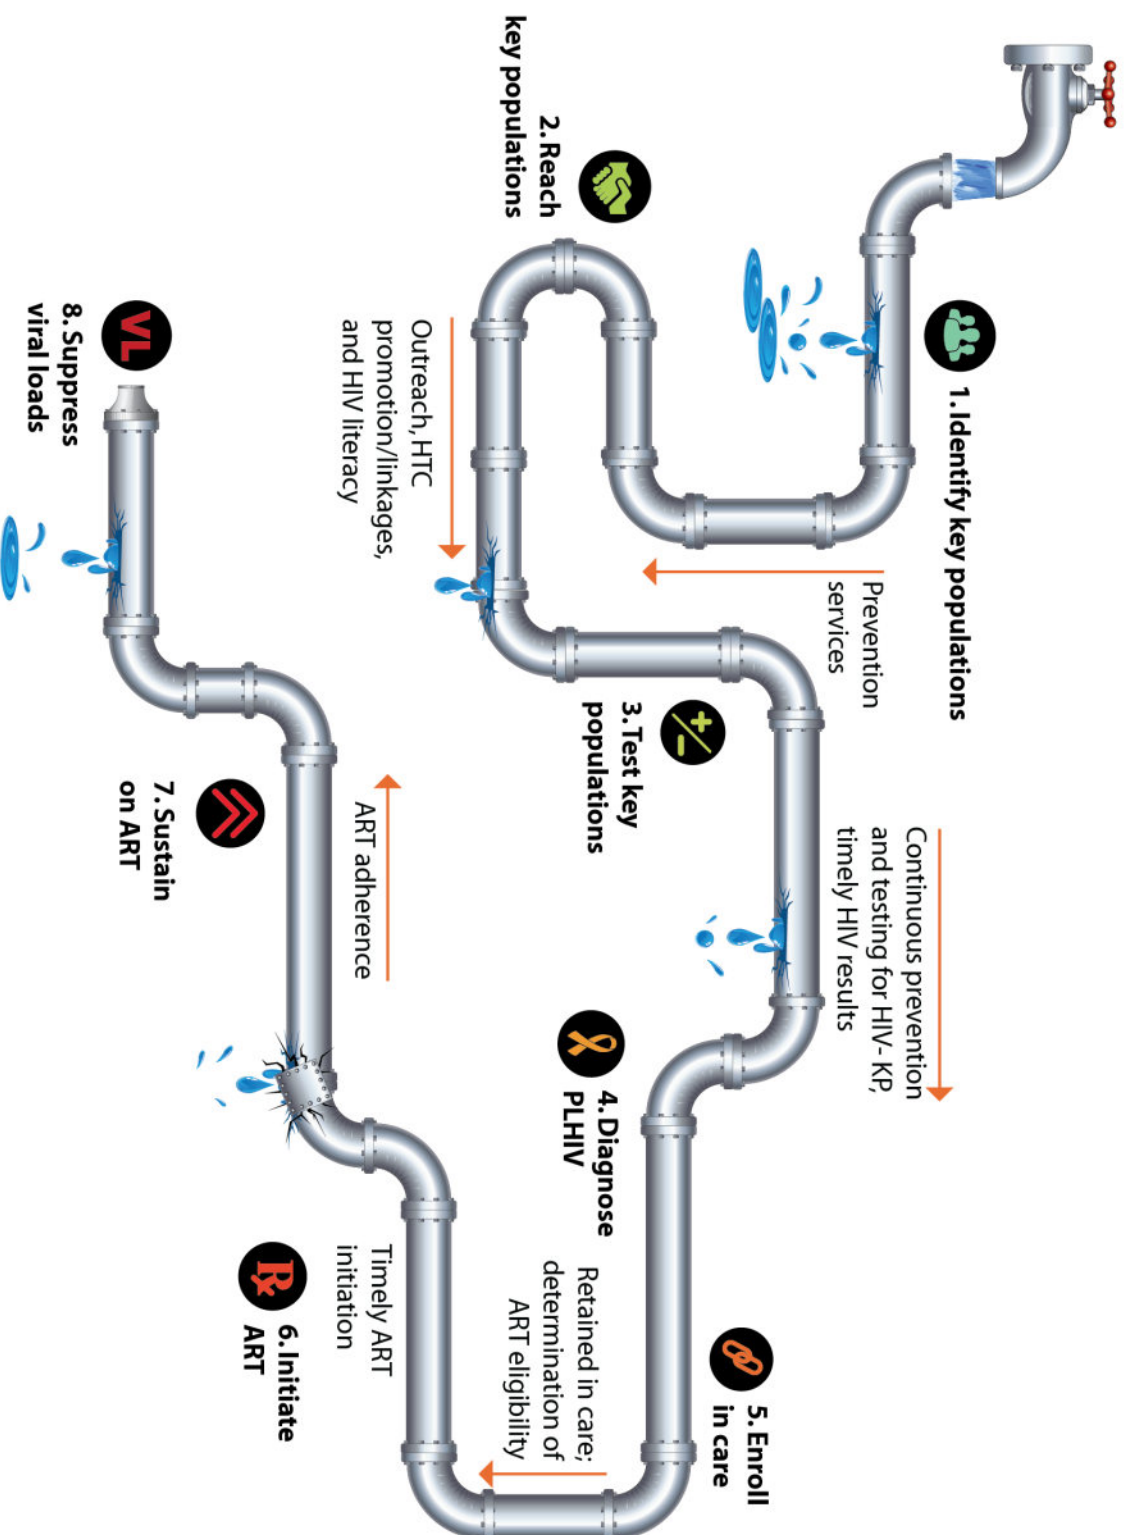 1. Identify key populations
Prevention
services
2. Reach
key populations
Outreach, HTC
promotion/linkages,
and HIV literacy
+/-
3. Test key
populations
Continuous prevention
and testing for HIV- KP,
timely HIV results
4. Diagnose
PLHIV
5. Enroll
in care
Retained in care;
determination of
ART eligibility
Rx
6. Initiate
ART
Timely ART
initiation
ART adherence
7. Sustain
on ART
VL
8. Suppress
viral loads